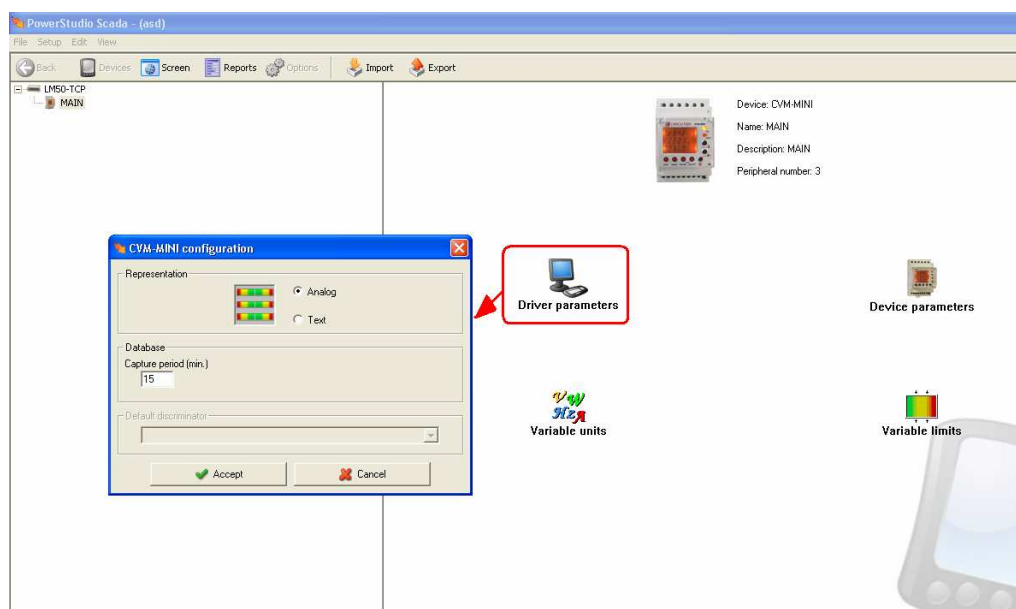 PowerStudio Scada - (asd)
File Setup Edit View
Back Devices Screen Reports Options Import Export
LM50-TCP
MAIN
Device: CVM-MINI
Name: MAIN
Description: MAIN
Peripheral number: 3
CVM-MINI configuration
Representation
Analog
Text
Database
Capture period (min.)
15
Default discriminator
Accept Cancel
Driver parameters
Device parameters
Variable units
Variable limits